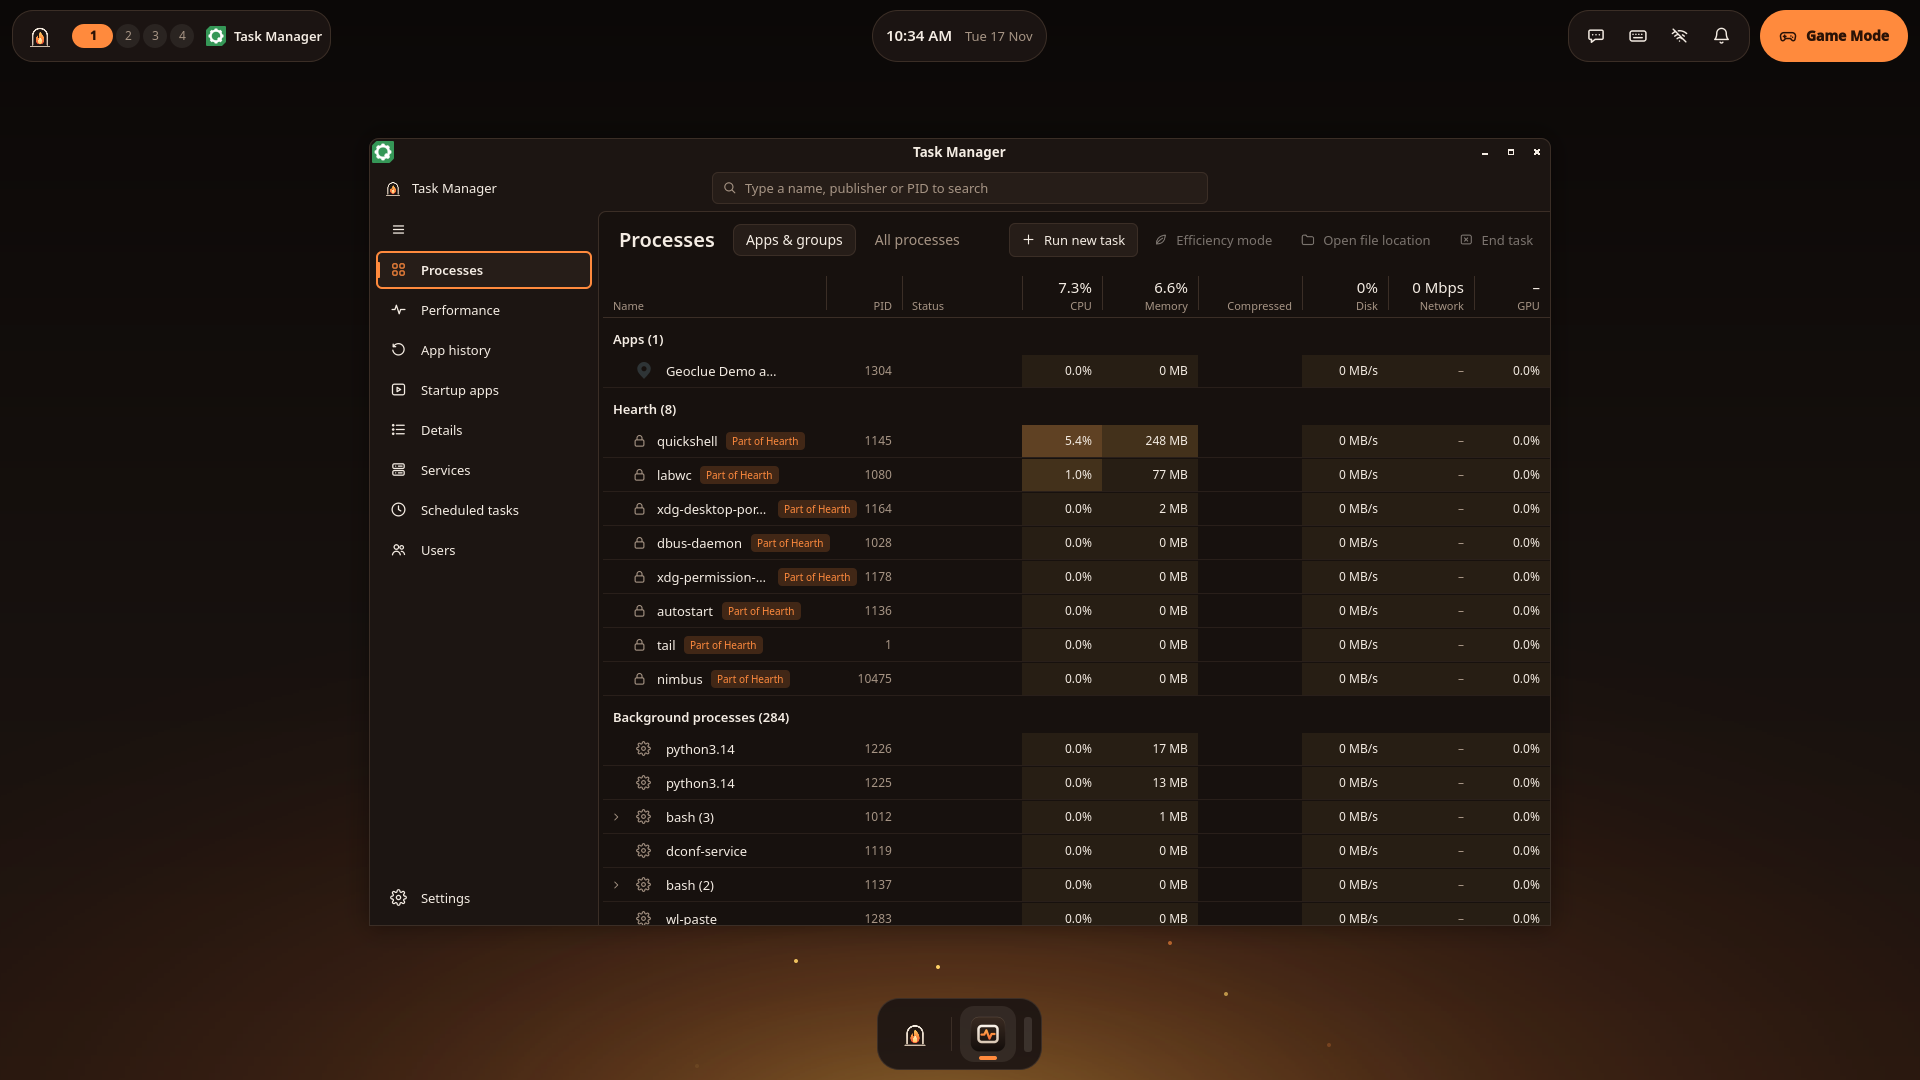 1 2 3 4 Task Manager
10:34 AM Tue 17 Nov
Game Mode
Task Manager
Task Manager
Type a name, publisher or PID to search
Processes
Performance
App history
Startup apps
Details
Services
Scheduled tasks
Users
Settings
Processes Apps & groups All processes Run new task Efficiency mode Open file location End task
7.3% 6.6% 0% 0 Mbps –
Name PID Status CPU Memory Compressed Disk Network GPU
Apps (1)
Geoclue Demo a... 1304 0.0% 0 MB 0 MB/s – 0.0%
Hearth (8)
quickshell Part of Hearth 1145 5.4% 248 MB 0 MB/s – 0.0%
labwc Part of Hearth 1080 1.0% 77 MB 0 MB/s – 0.0%
xdg-desktop-por... Part of Hearth 1164 0.0% 2 MB 0 MB/s – 0.0%
dbus-daemon Part of Hearth 1028 0.0% 0 MB 0 MB/s – 0.0%
xdg-permission-... Part of Hearth 1178 0.0% 0 MB 0 MB/s – 0.0%
autostart Part of Hearth 1136 0.0% 0 MB 0 MB/s – 0.0%
tail Part of Hearth 1 0.0% 0 MB 0 MB/s – 0.0%
nimbus Part of Hearth 10475 0.0% 0 MB 0 MB/s – 0.0%
Background processes (284)
python3.14 1226 0.0% 17 MB 0 MB/s – 0.0%
python3.14 1225 0.0% 13 MB 0 MB/s – 0.0%
bash (3) 1012 0.0% 1 MB 0 MB/s – 0.0%
dconf-service 1119 0.0% 0 MB 0 MB/s – 0.0%
bash (2) 1137 0.0% 0 MB 0 MB/s – 0.0%
wl-paste 1283 0.0% 0 MB 0 MB/s – 0.0%